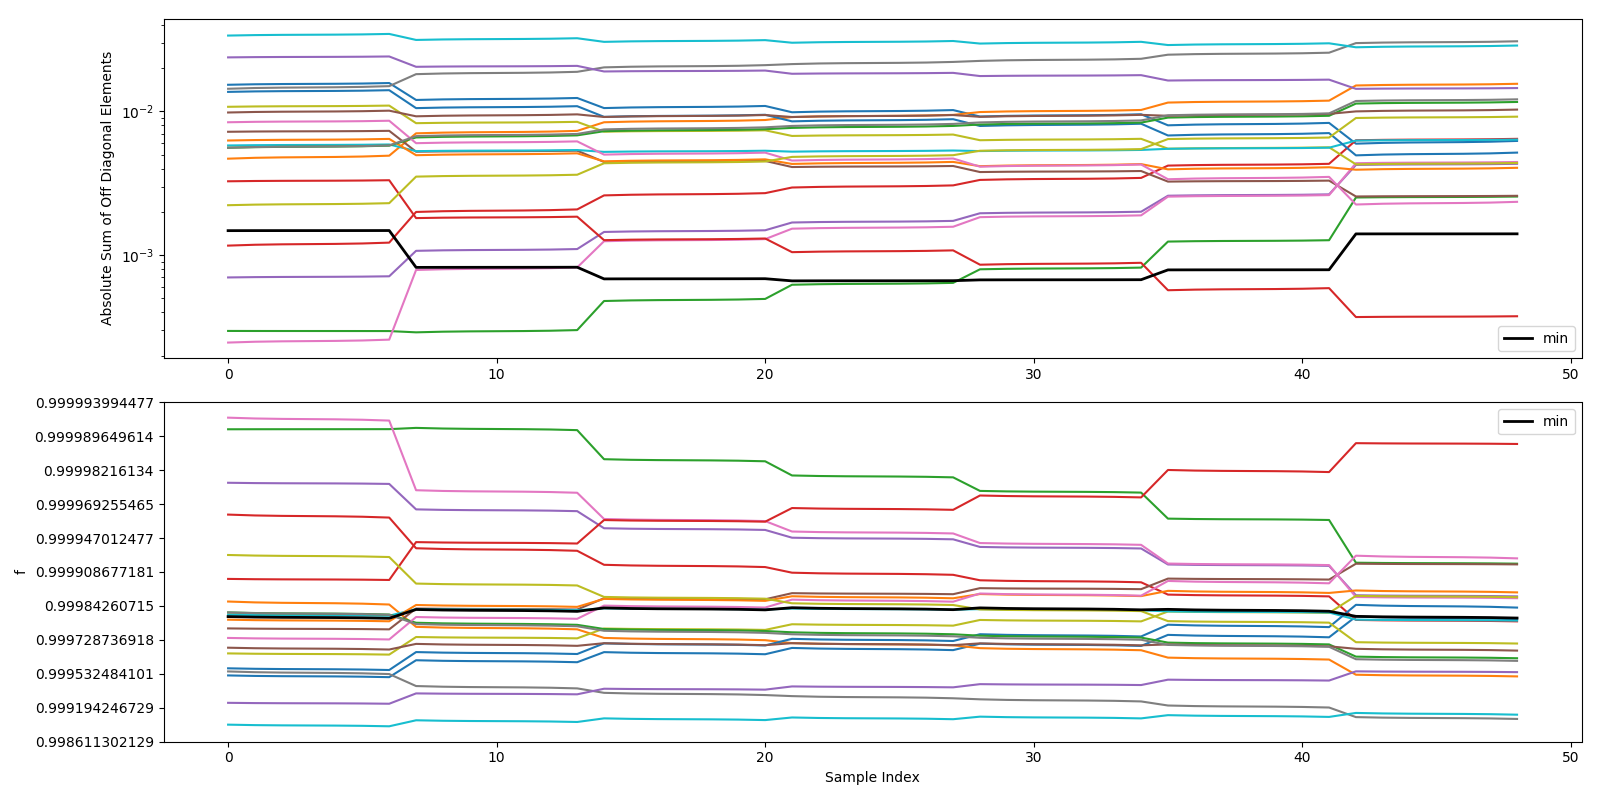 Absolute Sum of Off Diagonal Elements
10^-2
10^-3
min
0 10 20 30 40 50
f
0.999993994477
0.999989649614
0.99998216134
0.999969255465
0.999947012477
0.999908677181
0.99984260715
0.999728736918
0.999532484101
0.999194246729
0.998611302129
min
0 10 20 30 40 50
Sample Index